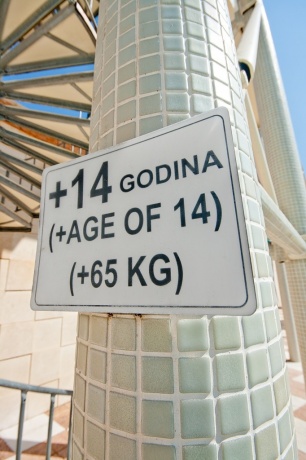 +14 GODINA
(+AGE OF 14)
(+65 KG)